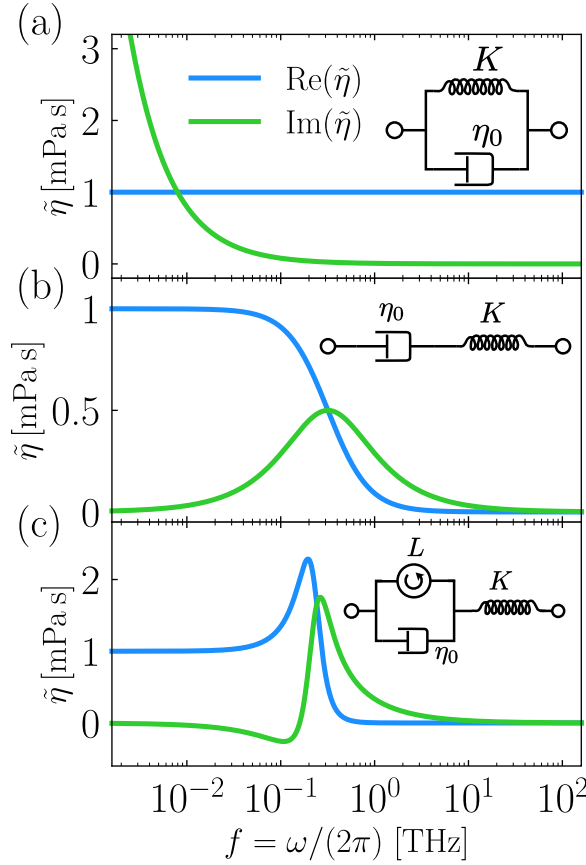 (a)
3
2
1
0
η̃ [mPa s]
Re(η̃)
Im(η̃)
K
η₀
(b)
1
0.5
0
η̃ [mPa s]
η₀
K
(c)
2
1
0
η̃ [mPa s]
L
K
η₀
10⁻² 10⁻¹ 10⁰ 10¹ 10²
f = ω/(2π) [THz]